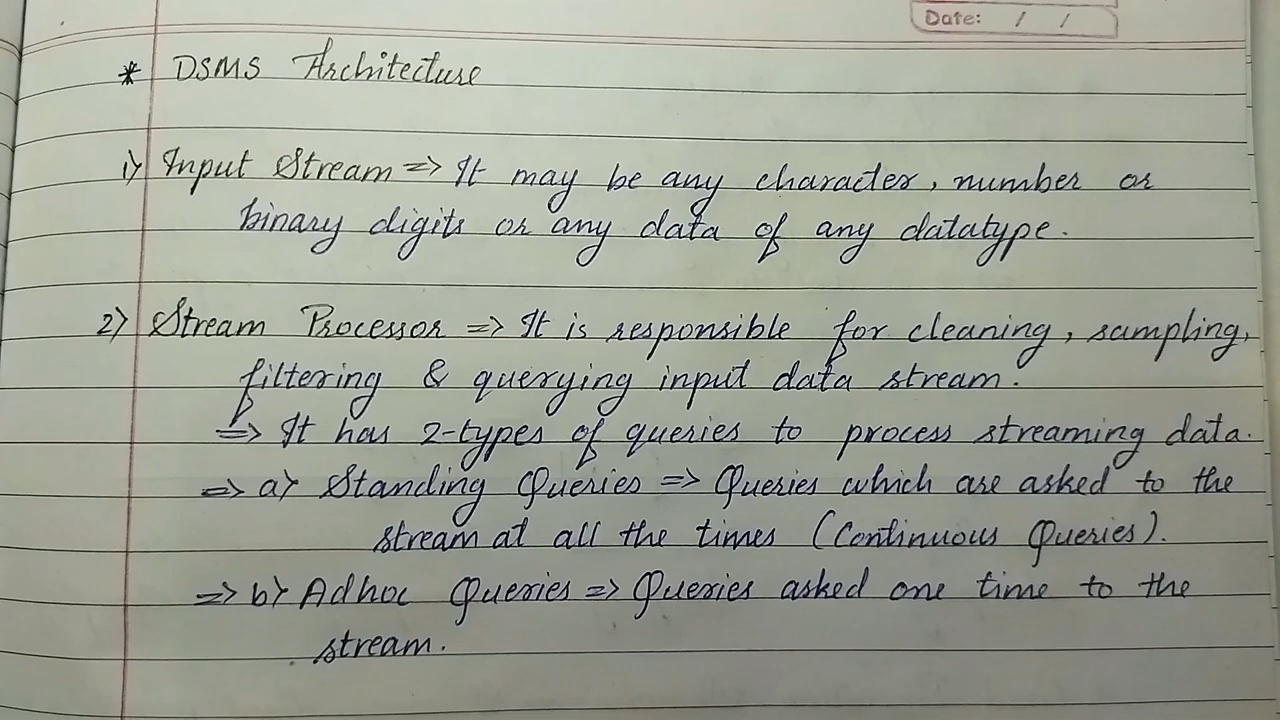 Date: / /
* DSMS Architecture
1) Input Stream => It may be any character, number or
binary digits or any data of any datatype.
2) Stream Processor => It is responsible for cleaning, sampling,
filtering & querying input data stream.
=> It has 2-types of queries to process streaming data.
=> a) Standing Queries => Queries which are asked to the
stream at all the times (Continuous Queries).
=> b) Adhoc Queries => Queries asked one time to the
stream.